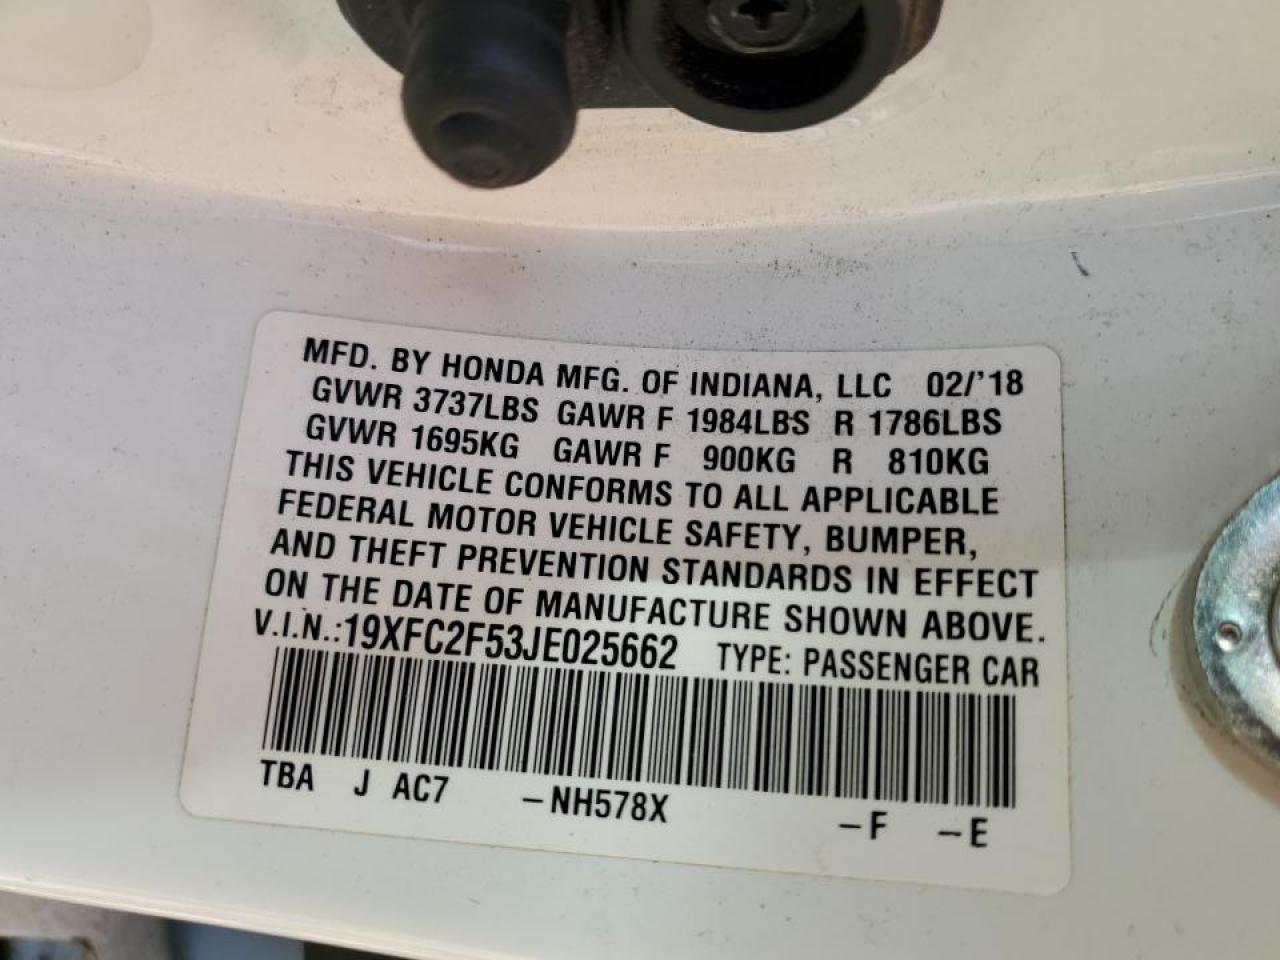 MFD. BY HONDA MFG. OF INDIANA, LLC 02/'18
GVWR 3737LBS GAWR F 1984LBS R 1786LBS
GVWR 1695KG GAWR F 900KG R 810KG
THIS VEHICLE CONFORMS TO ALL APPLICABLE
FEDERAL MOTOR VEHICLE SAFETY, BUMPER,
AND THEFT PREVENTION STANDARDS IN EFFECT
ON THE DATE OF MANUFACTURE SHOWN ABOVE.
V.I.N.:19XFC2F53JE025662 TYPE: PASSENGER CAR
TBA J AC7 -NH578X -F -E